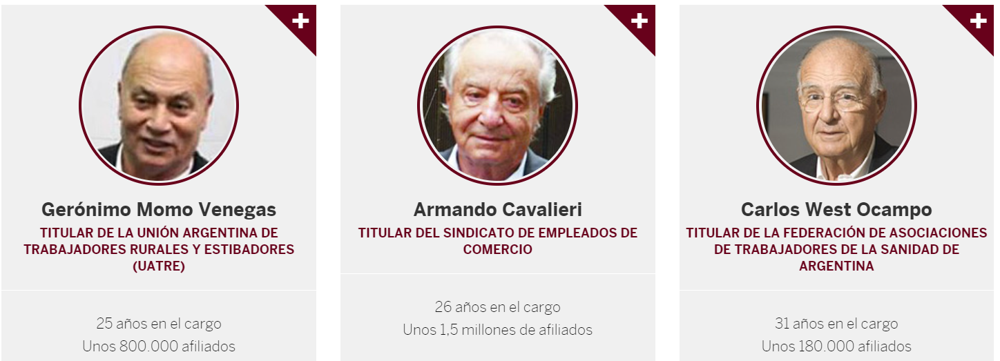 Gerónimo Momo Venegas
TITULAR DE LA UNIÓN ARGENTINA DE
TRABAJADORES RURALES Y ESTIBADORES
(UATRE)
25 años en el cargo
Unos 800.000 afiliados
Armando Cavalieri
TITULAR DEL SINDICATO DE EMPLEADOS DE
COMERCIO
26 años en el cargo
Unos 1,5 millones de afiliados
Carlos West Ocampo
TITULAR DE LA FEDERACIÓN DE ASOCIACIONES
DE TRABAJADORES DE LA SANIDAD DE
ARGENTINA
31 años en el cargo
Unos 180.000 afiliados